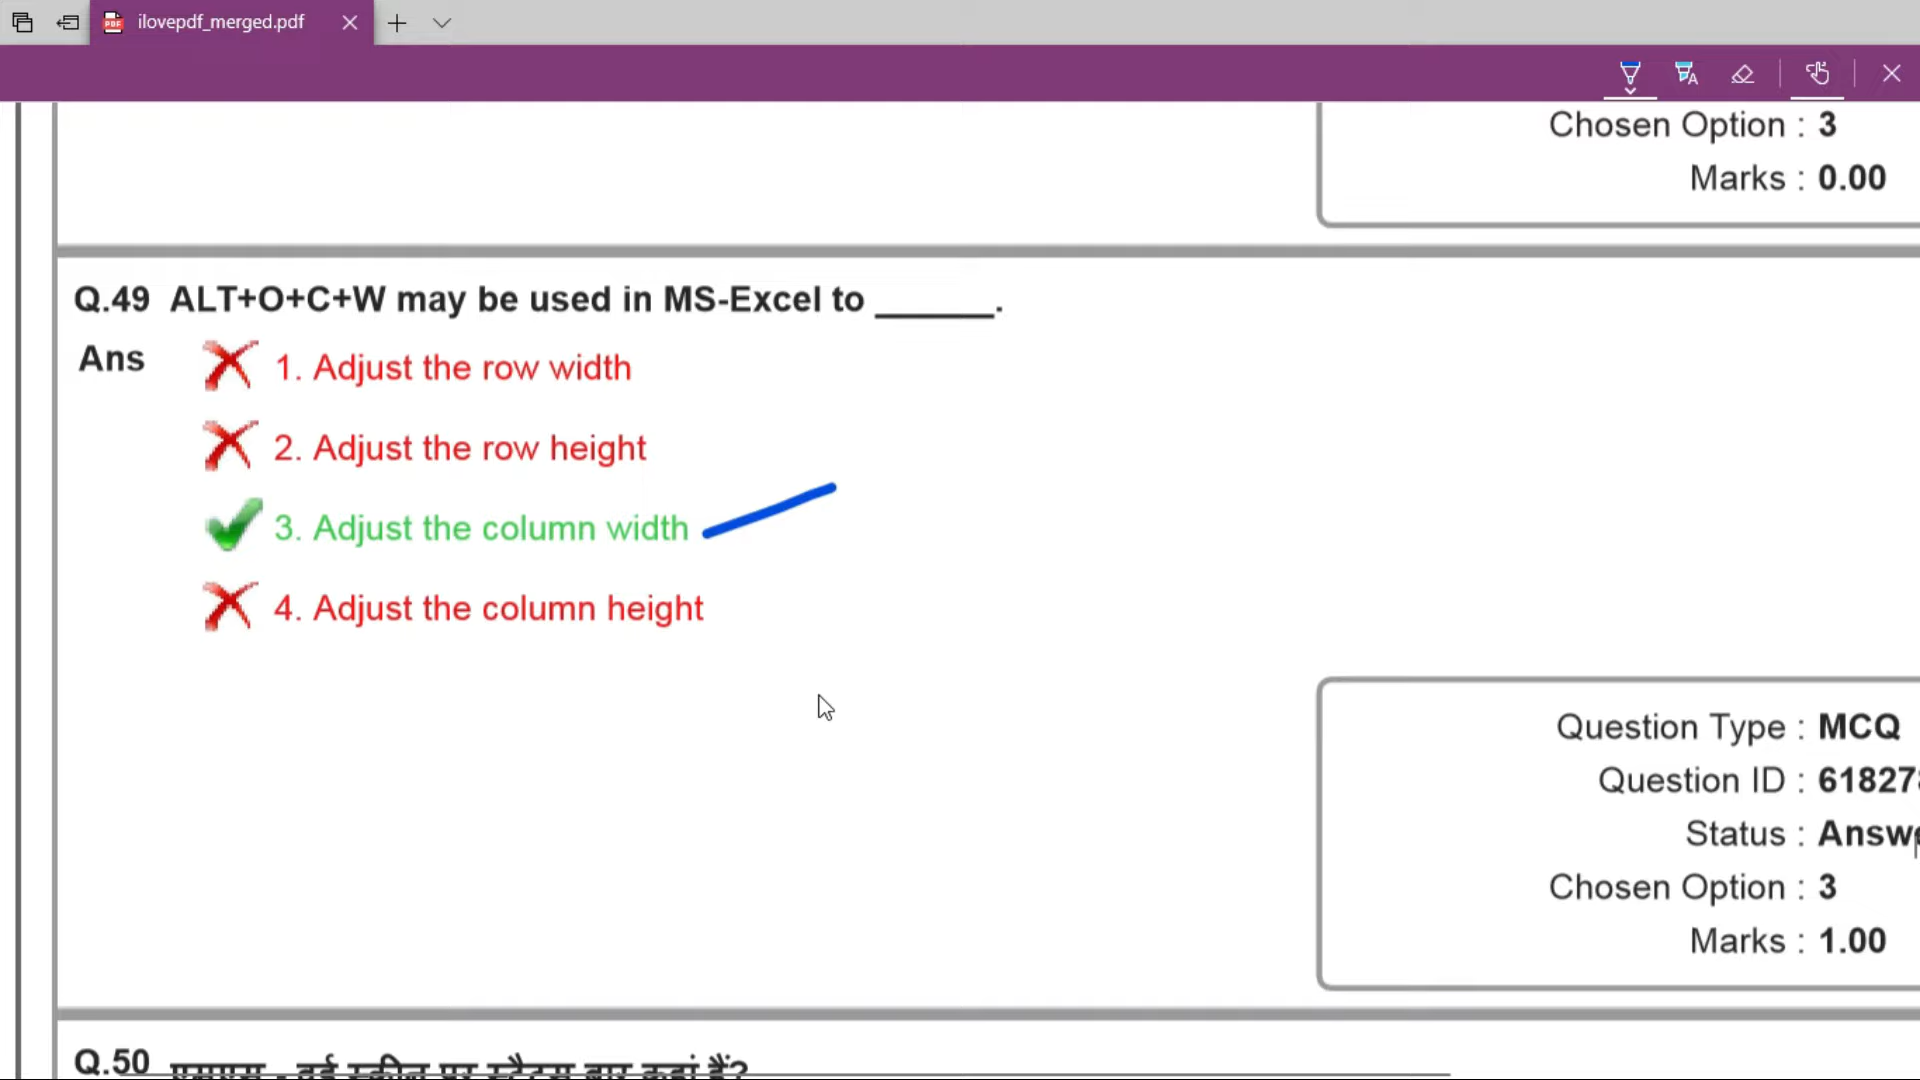 ilovepdf_merged.pdf
Chosen Option : 3
Marks : 0.00
Q.49 ALT+O+C+W may be used in MS-Excel to ______.
Ans
1. Adjust the row width
2. Adjust the row height
3. Adjust the column width
4. Adjust the column height
Question Type : MCQ
Question ID : 61827
Status : Answe
Chosen Option : 3
Marks : 1.00
Q.50